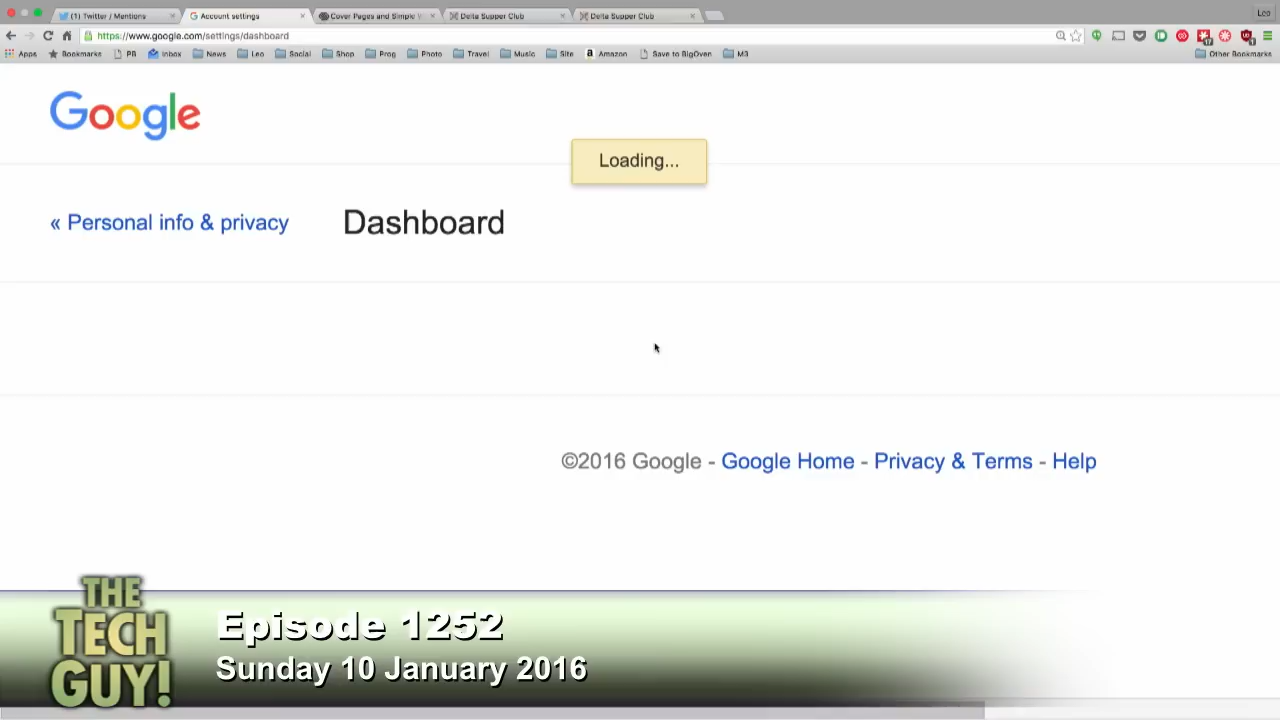 (1) Twitter / Mentions
Account settings
Cover Pages and Simple
Delta Supper Club
Delta Supper Club
Leo
https://www.google.com/settings/dashboard
Apps
Bookmarks
PB
Inbox
News
Leo
Social
Shop
Prog
Photo
Travel
Music
Site
Amazon
Save to BigOven
M3
Other Bookmarks
Google
Loading...
« Personal info & privacy
Dashboard
©2016 Google - Google Home - Privacy & Terms - Help
THE
TECH
GUY!
Episode 1252
Sunday 10 January 2016